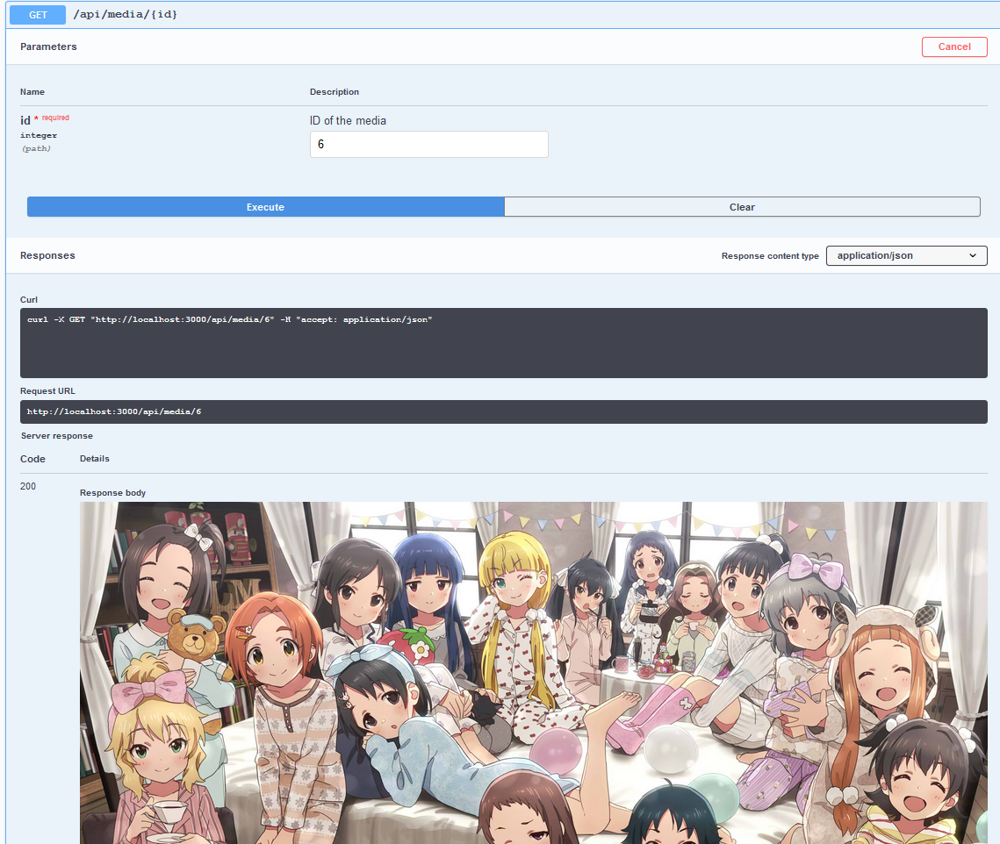 GET /api/media/{id}
Parameters
Cancel
Name Description
id * required
integer
(path)
ID of the media
6
Execute
Clear
Responses
Response content type application/json
Curl
curl -X GET "http://localhost:3000/api/media/6" -H "accept: application/json"
Request URL
http://localhost:3000/api/media/6
Server response
Code Details
200
Response body